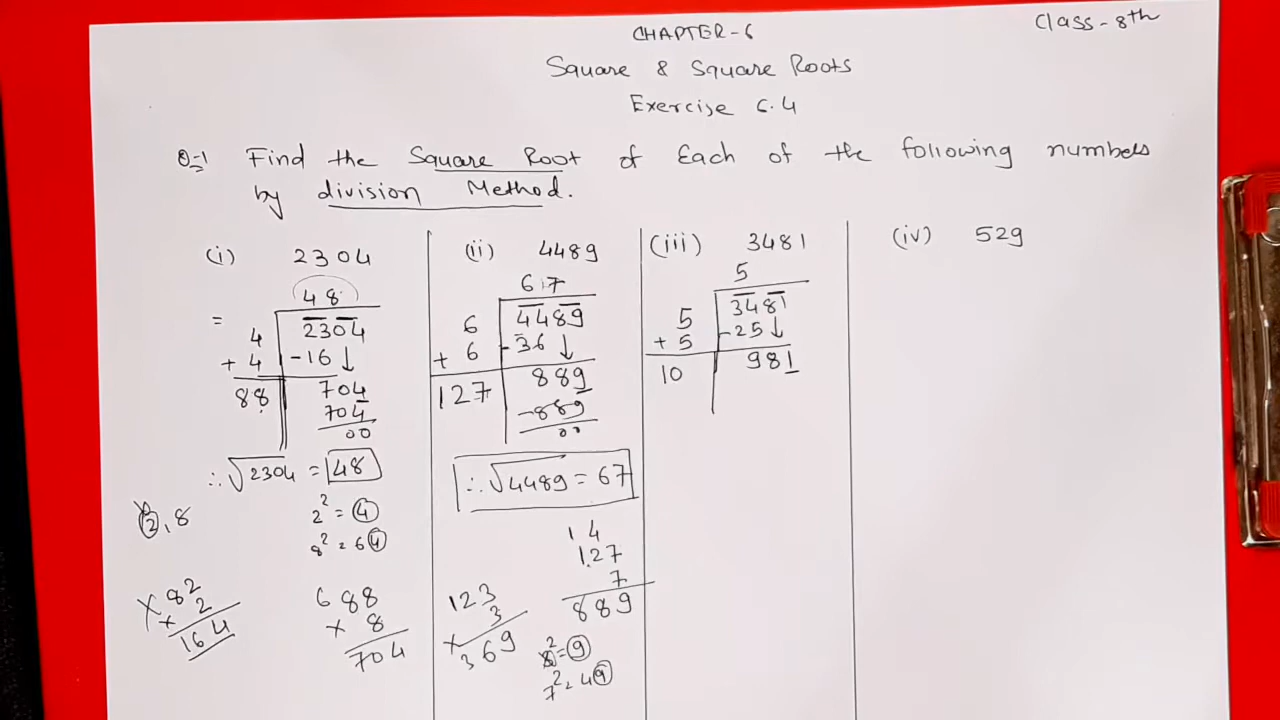 CHAPTER-6
Class-8th
Square & Square Roots
Exercise 6.4
Q-1 Find the Square Root of Each of the following numbers
by division Method.
(i) 2304
48
= 4 2304
+ 4 -16 ↓
88 704
704
00
∴ √2304 = 48
2, 8
2² = 4
8² = 64
82
× 2
164
688
× 8
704
(ii) 4489
67
6 4489
+ 6 -36 ↓
127 889
-889
00
∴ √4489 = 67
14
127
7
889
123
3
× 369
² = 9
7² = 49
(iii) 3481
5
5 3481
+ 5 -25 ↓
10 981
(iv) 529